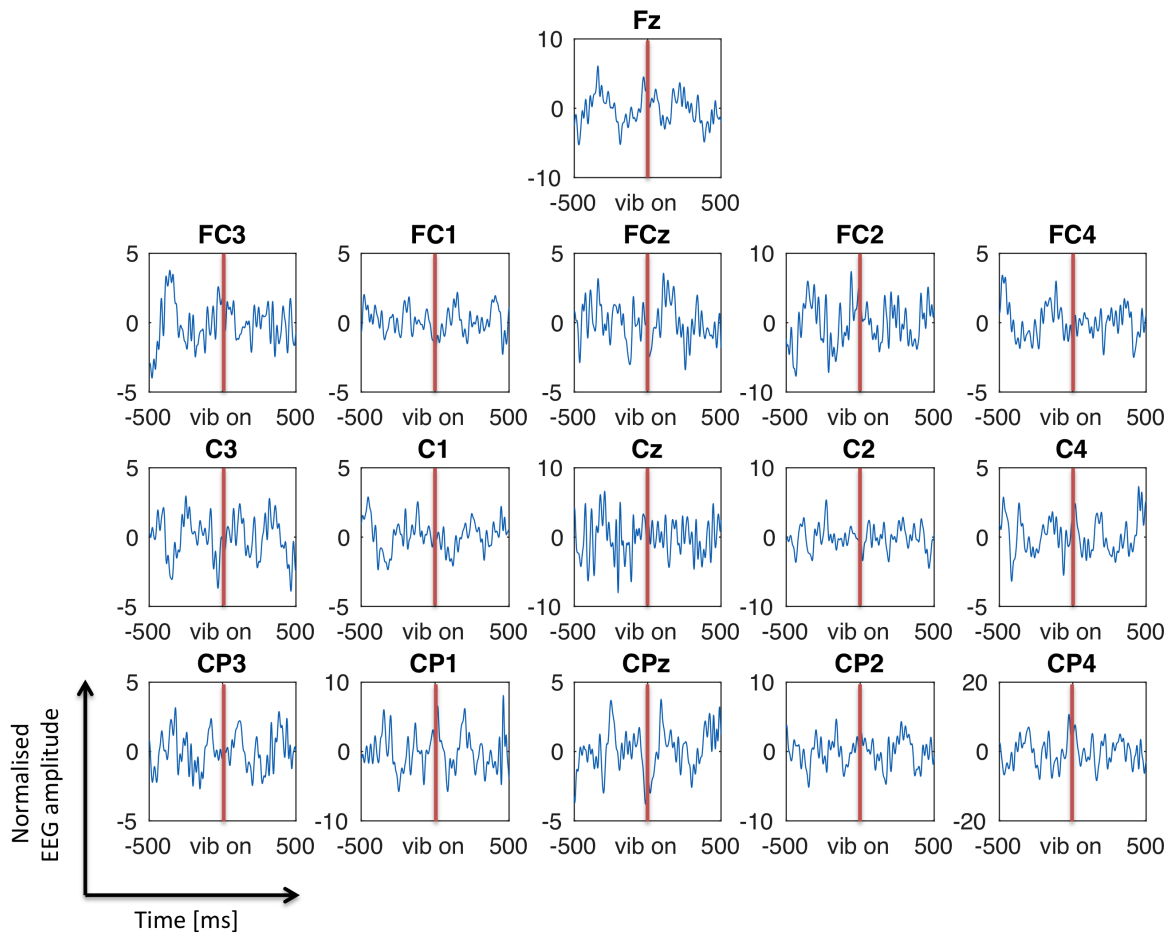 Fz
10
0
-10
-500 vib on 500
FC3 FC1 FCz FC2 FC4
5 5 5 10 5
0 0 0 0 0
-5 -5 -5 -10 -5
-500 vib on 500 -500 vib on 500 -500 vib on 500 -500 vib on 500 -500 vib on 500
C3 C1 Cz C2 C4
5 5 10 10 5
0 0 0 0 0
-5 -5 -10 -10 -5
-500 vib on 500 -500 vib on 500 -500 vib on 500 -500 vib on 500 -500 vib on 500
CP3 CP1 CPz CP2 CP4
5 10 5 10 20
0 0 0 0 0
-5 -10 -5 -10 -20
-500 vib on 500 -500 vib on 500 -500 vib on 500 -500 vib on 500 -500 vib on 500
Normalised
EEG amplitude
Time [ms]